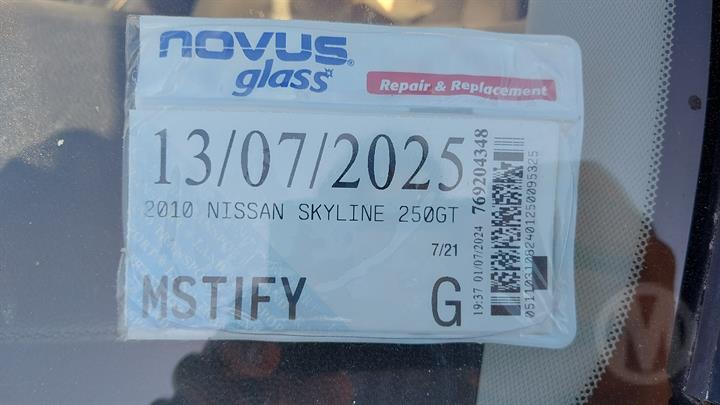 novus®
glass
Repair & Replacement
13/07/2025
2010 NISSAN SKYLINE 250GT
7/21
MSTIFY G
19:37 01/07/2024 769204348
0511031082401250095325
M